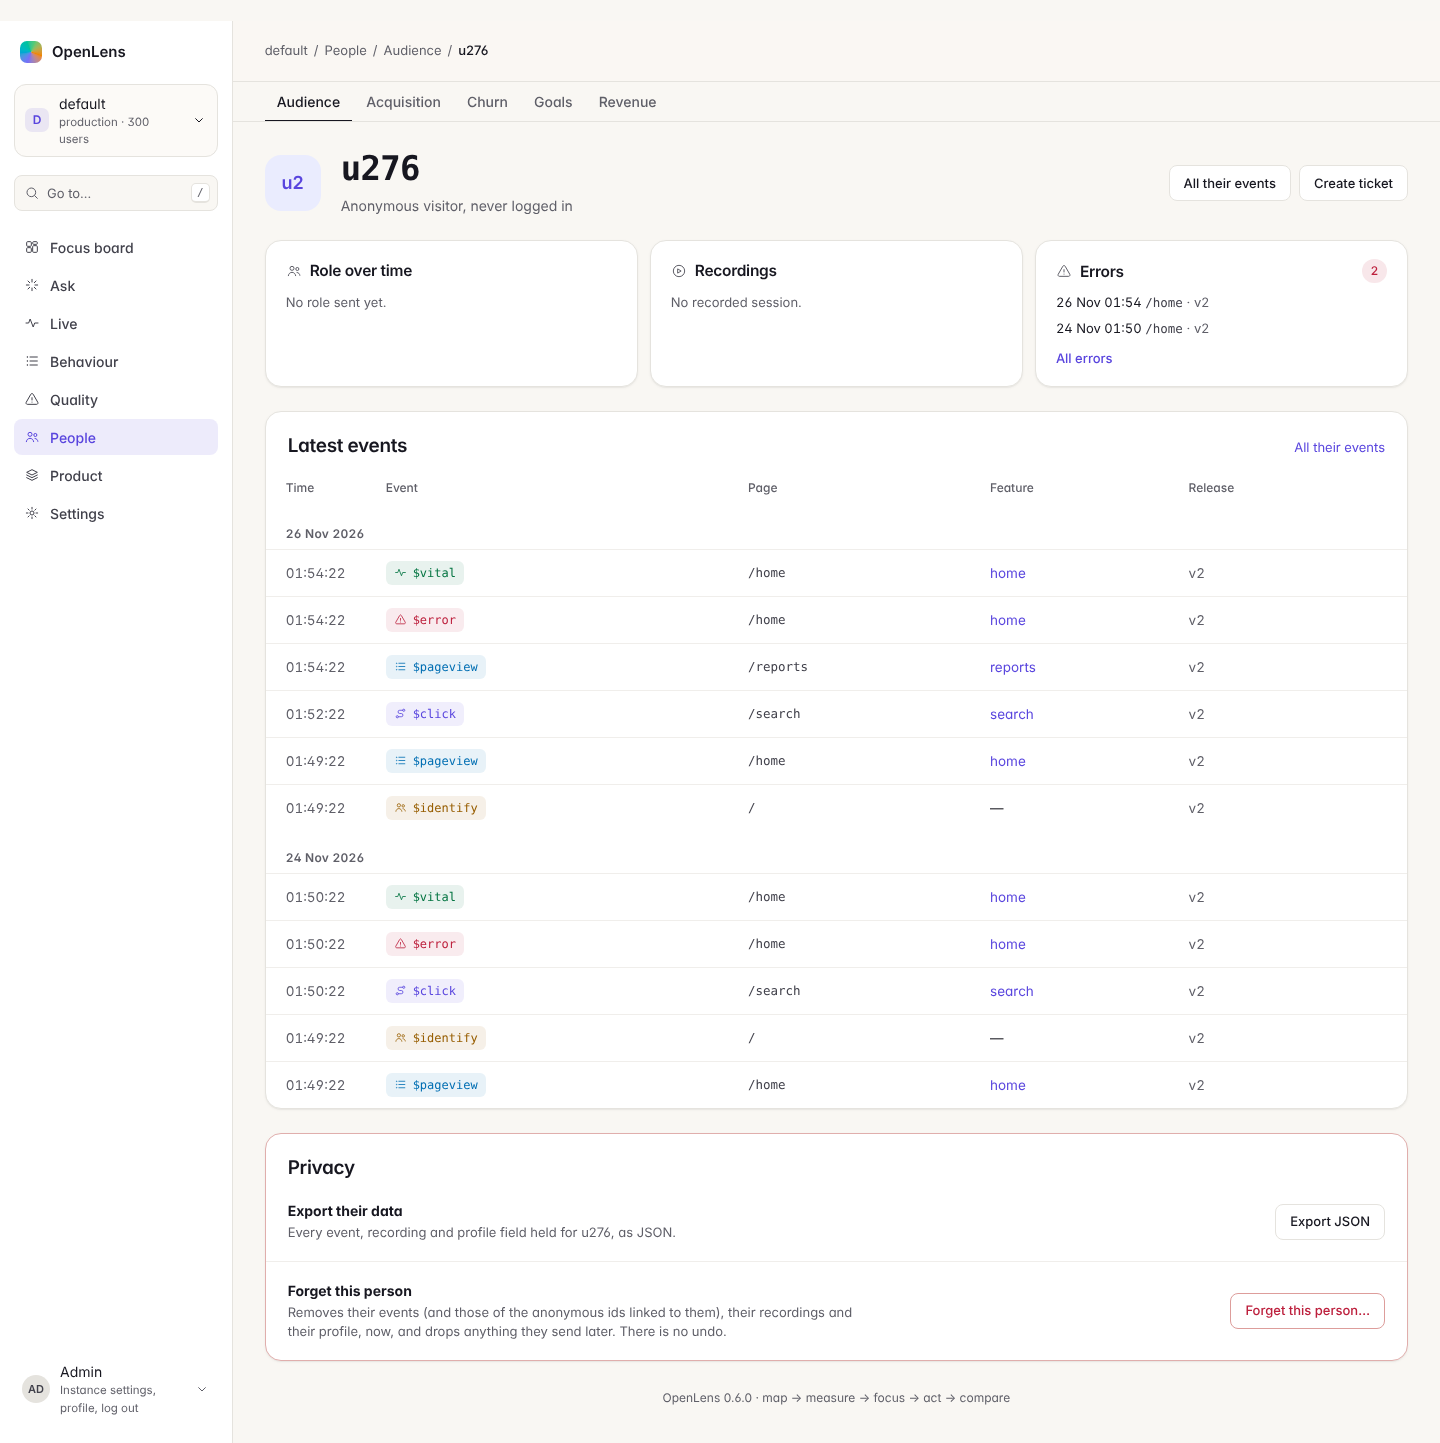 OpenLens
D
default
production · 300
users
Go to...
/
Focus board
Ask
Live
Behaviour
Quality
People
Product
Settings
AD
Admin
Instance settings,
profile, log out
default / People / Audience / u276
Audience Acquisition Churn Goals Revenue
u2
u276
Anonymous visitor, never logged in
All their events Create ticket
Role over time
No role sent yet.
Recordings
No recorded session.
Errors 2
26 Nov 01:54 /home · v2
24 Nov 01:50 /home · v2
All errors
Latest events All their events
Time Event Page Feature Release
26 Nov 2026
01:54:22 $vital /home home v2
01:54:22 $error /home home v2
01:54:22 $pageview /reports reports v2
01:52:22 $click /search search v2
01:49:22 $pageview /home home v2
01:49:22 $identify / — v2
24 Nov 2026
01:50:22 $vital /home home v2
01:50:22 $error /home home v2
01:50:22 $click /search search v2
01:49:22 $identify / — v2
01:49:22 $pageview /home home v2
Privacy
Export their data
Every event, recording and profile field held for u276, as JSON.
Export JSON
Forget this person
Removes their events (and those of the anonymous ids linked to them), their recordings and
their profile, now, and drops anything they send later. There is no undo.
Forget this person...
OpenLens 0.6.0 · map → measure → focus → act → compare